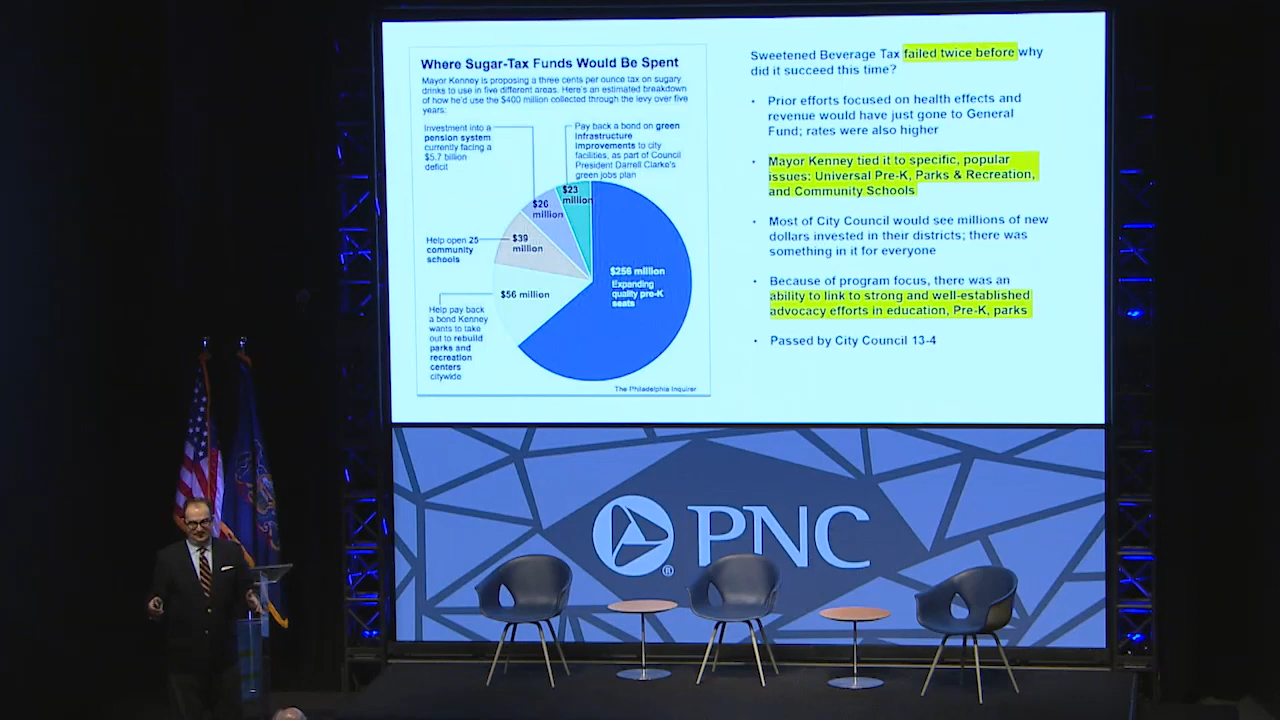 Where Sugar-Tax Funds Would Be Spent
Mayor Kenney is proposing a three cents per ounce tax on sugary
drinks to use in five different areas. Here's an estimated breakdown
of how he'd use the $400 million collected through the levy over five
years:
Investment into a
pension system
currently facing a
$5.7 billion
deficit
Pay back a bond on green
infrastructure
improvements to city
facilities, as part of Council
President Darrell Clarke's
green jobs plan
$23
million
$26
million
Help open 25
community
schools
$39
million
$256 million
Expanding
quality pre-K
seats
$56 million
Help pay back
a bond Kenney
wants to take
out to rebuild
parks and
recreation
centers
citywide
The Philadelphia Inquirer
Sweetened Beverage Tax failed twice before why
did it succeed this time?
• Prior efforts focused on health effects and
revenue would have just gone to General
Fund; rates were also higher
• Mayor Kenney tied it to specific, popular
issues: Universal Pre-K, Parks & Recreation,
and Community Schools
• Most of City Council would see millions of new
dollars invested in their districts; there was
something in it for everyone
• Because of program focus, there was an
ability to link to strong and well-established
advocacy efforts in education, Pre-K, parks
• Passed by City Council 13-4
PNC
®